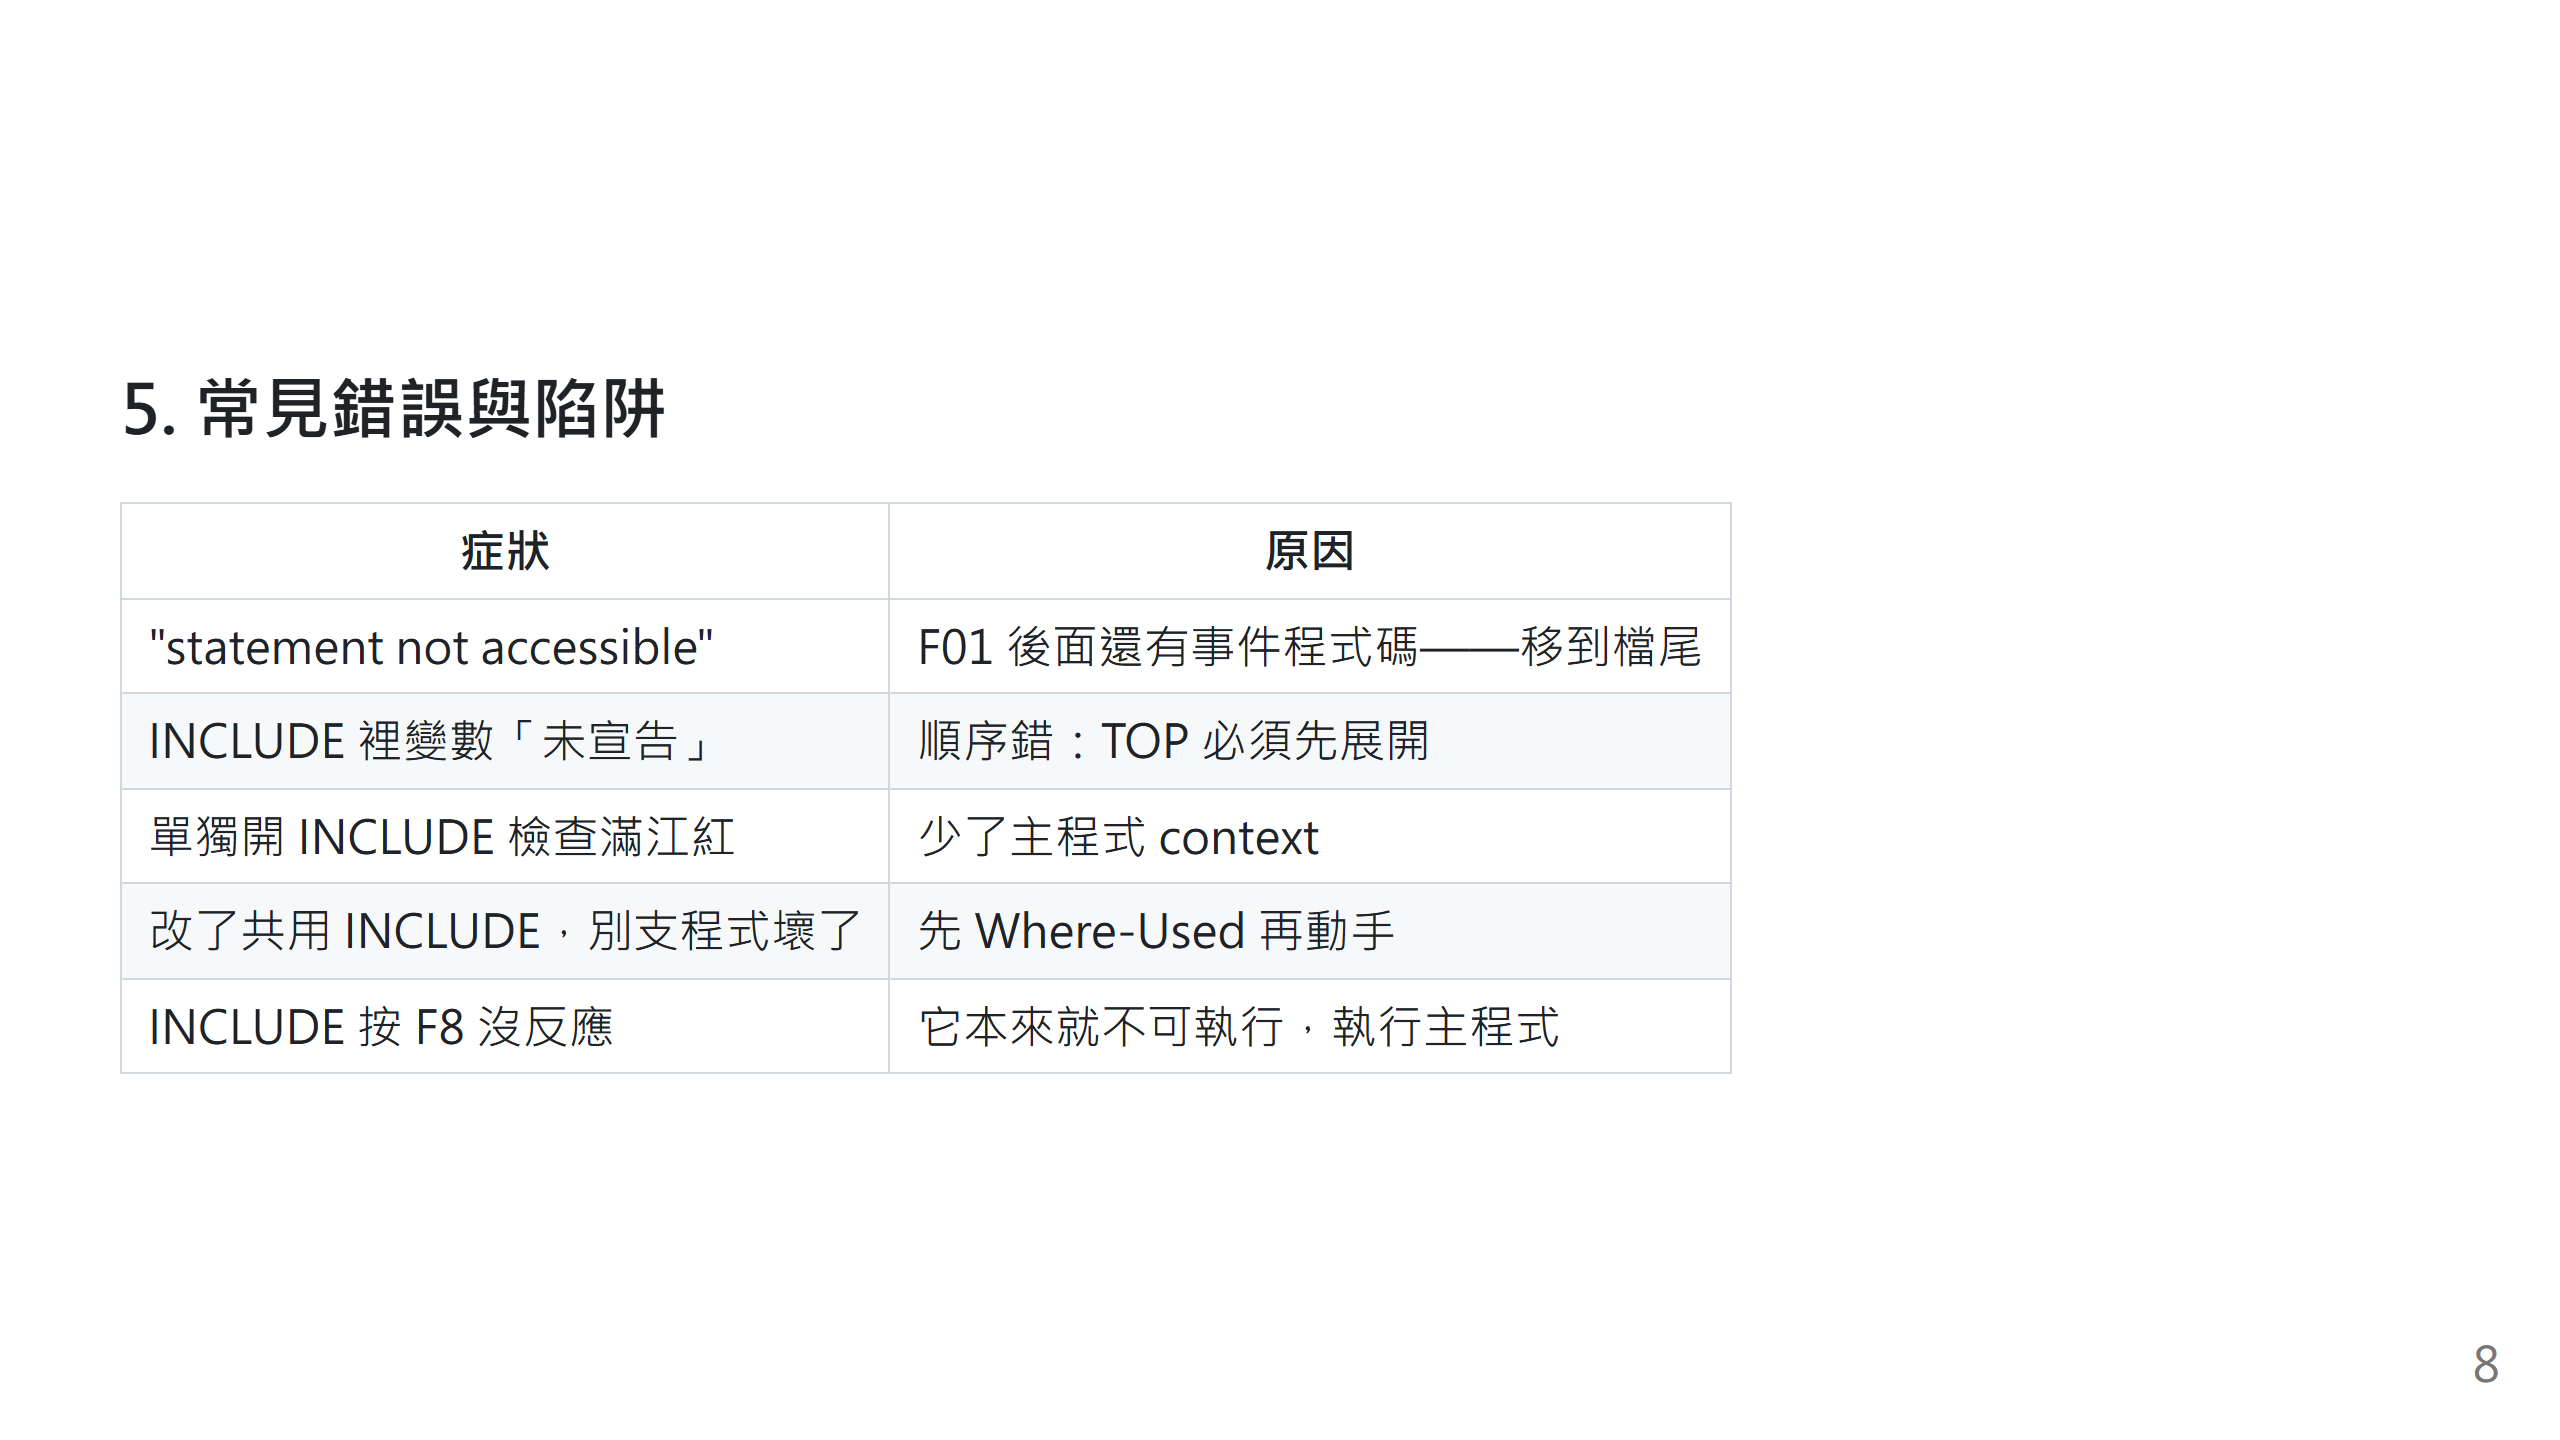 5. 常見錯誤與陷阱
症狀 原因
"statement not accessible" F01 後面還有事件程式碼——移到檔尾
INCLUDE 裡變數「未宣告」 順序錯：TOP 必須先展開
單獨開 INCLUDE 檢查滿江紅 少了主程式 context
改了共用 INCLUDE，別支程式壞了 先 Where-Used 再動手
INCLUDE 按 F8 沒反應 它本來就不可執行，執行主程式
8